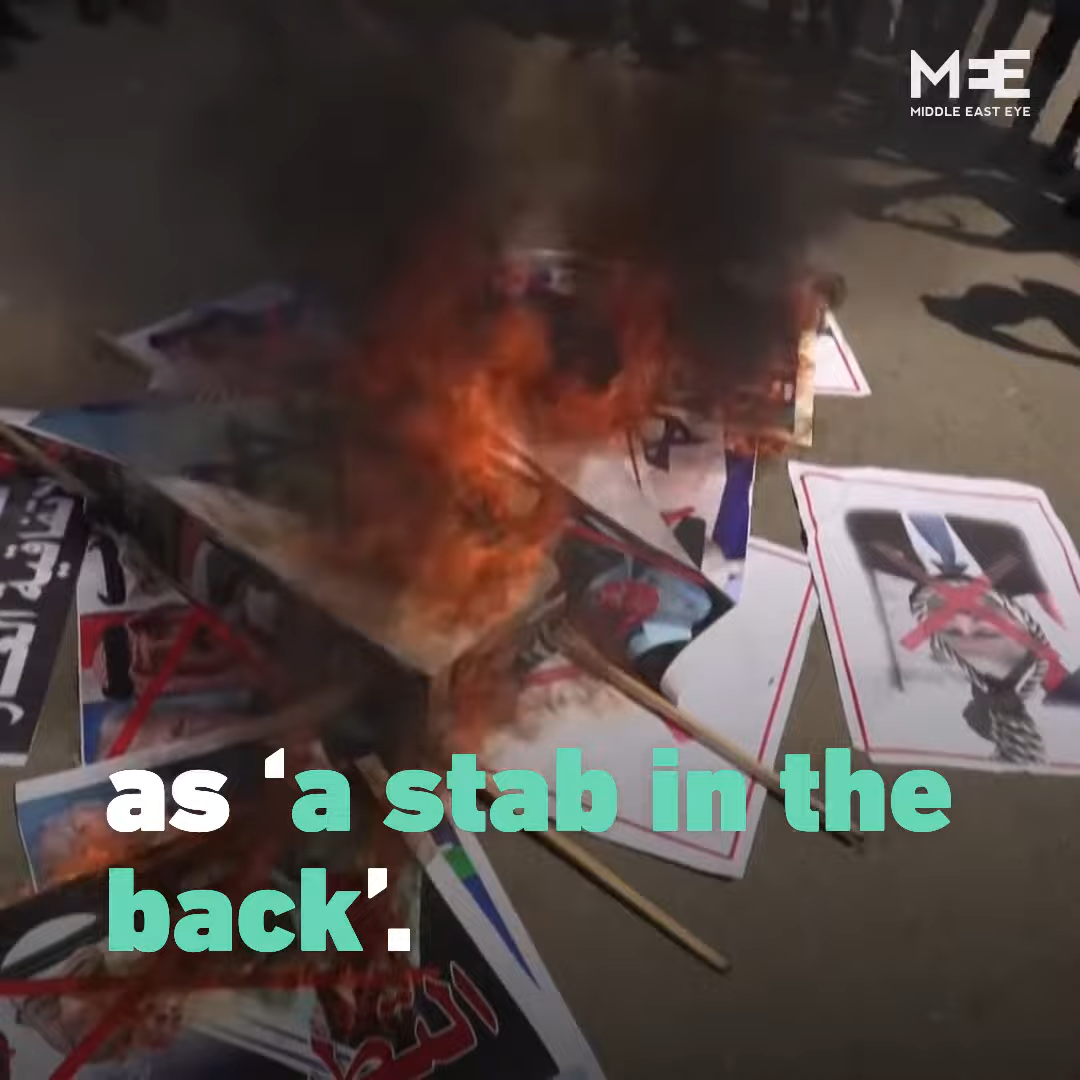 MEE
MIDDLE EAST EYE
as ‘a stab in the
back’.